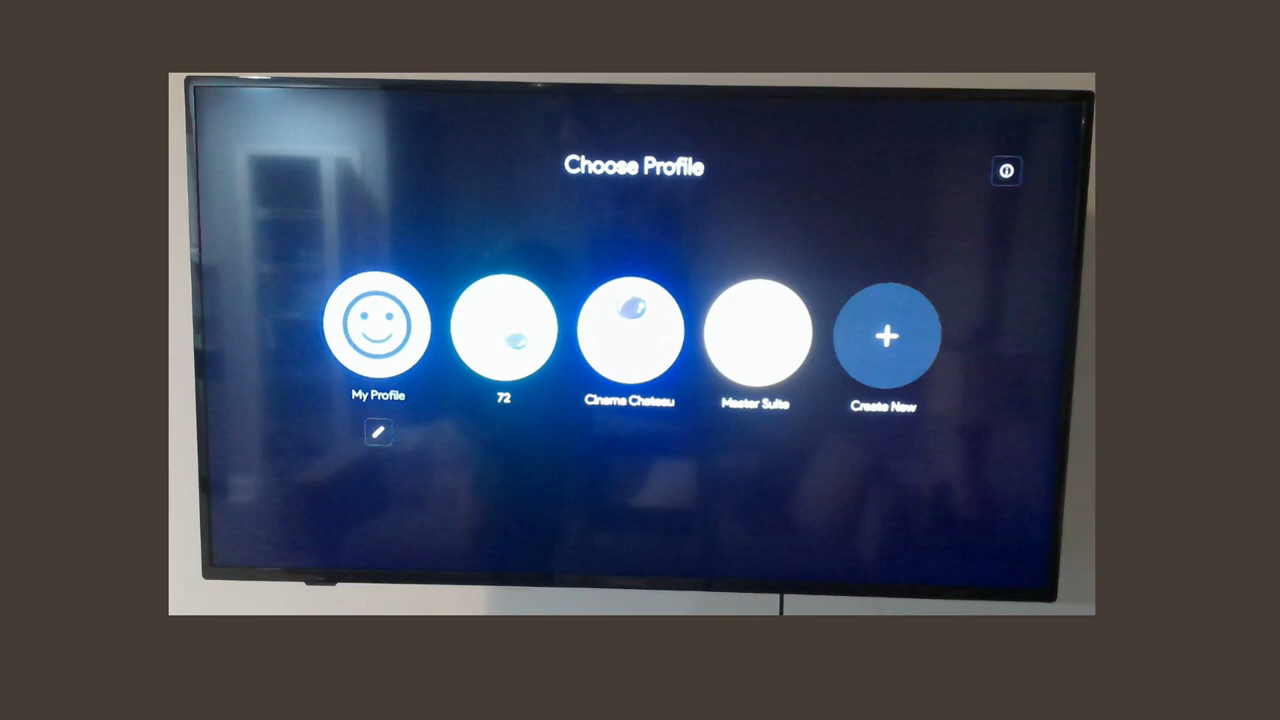 Choose Profile
My Profile
72
Cinema Chateau
Master Suite
Create New